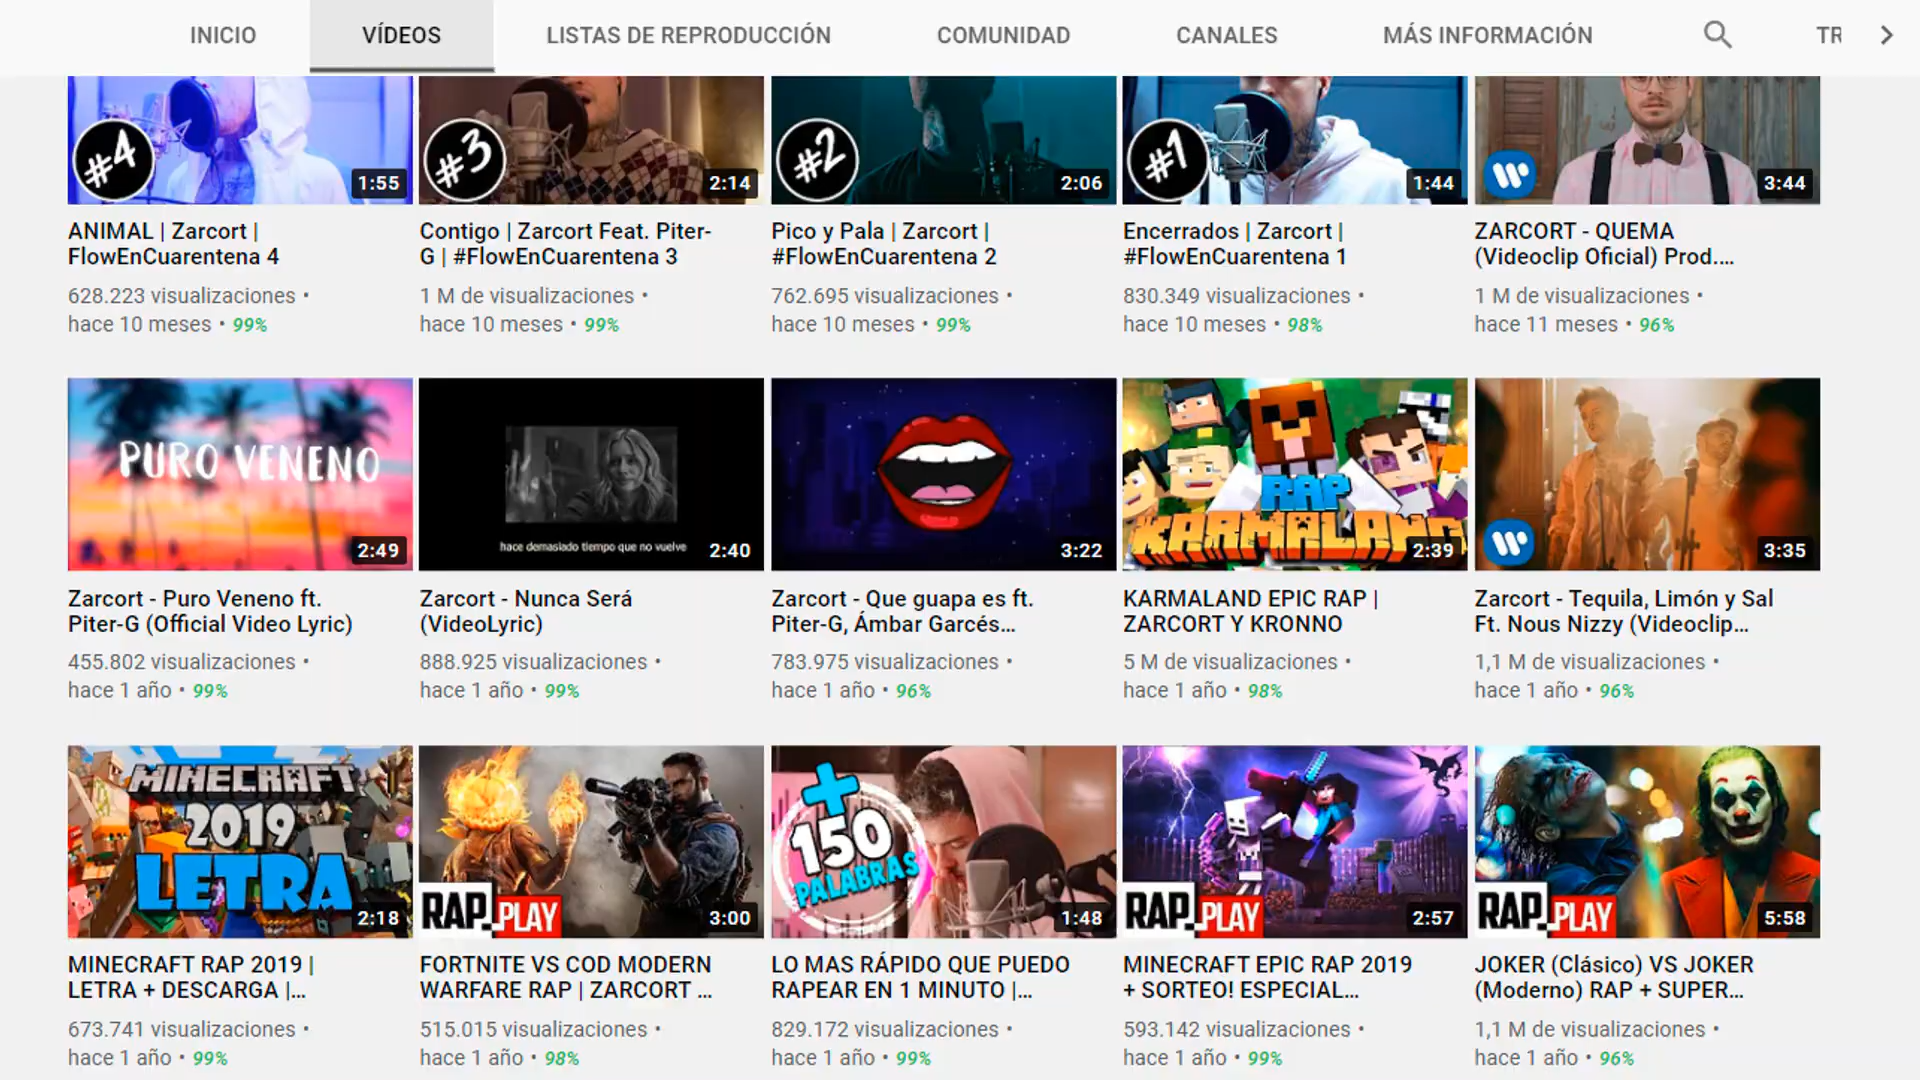 INICIO
VÍDEOS
LISTAS DE REPRODUCCIÓN
COMUNIDAD
CANALES
MÁS INFORMACIÓN
TR
#4
1:55
#3
2:14
#2
2:06
#1
1:44
3:44
ANIMAL | Zarcort |
FlowEnCuarentena 4
628.223 visualizaciones •
hace 10 meses • 99%
Contigo | Zarcort Feat. Piter-
G | #FlowEnCuarentena 3
1 M de visualizaciones •
hace 10 meses • 99%
Pico y Pala | Zarcort |
#FlowEnCuarentena 2
762.695 visualizaciones •
hace 10 meses • 99%
Encerrados | Zarcort |
#FlowEnCuarentena 1
830.349 visualizaciones •
hace 10 meses • 98%
ZARCORT - QUEMA
(Videoclip Oficial) Prod....
1 M de visualizaciones •
hace 11 meses • 96%
PURO VENENO
2:49
hace demasiado tiempo que no vuelve
2:40
3:22
RAP
KARMALAND
2:39
3:35
Zarcort - Puro Veneno ft.
Piter-G (Official Video Lyric)
455.802 visualizaciones •
hace 1 año • 99%
Zarcort - Nunca Será
(VideoLyric)
888.925 visualizaciones •
hace 1 año • 99%
Zarcort - Que guapa es ft.
Piter-G, Ámbar Garcés...
783.975 visualizaciones •
hace 1 año • 96%
KARMALAND EPIC RAP |
ZARCORT Y KRONNO
5 M de visualizaciones •
hace 1 año • 98%
Zarcort - Tequila, Limón y Sal
Ft. Nous Nizzy (Videoclip...
1,1 M de visualizaciones •
hace 1 año • 96%
MINECRAFT
2019
LETRA
2:18
RAP PLAY
3:00
+
150
PALABRAS
1:48
RAP PLAY
2:57
RAP PLAY
5:58
MINECRAFT RAP 2019 |
LETRA + DESCARGA |...
673.741 visualizaciones •
hace 1 año • 99%
FORTNITE VS COD MODERN
WARFARE RAP | ZARCORT ...
515.015 visualizaciones •
hace 1 año • 98%
LO MAS RÁPIDO QUE PUEDO
RAPEAR EN 1 MINUTO |...
829.172 visualizaciones •
hace 1 año • 99%
MINECRAFT EPIC RAP 2019
+ SORTEO! ESPECIAL...
593.142 visualizaciones •
hace 1 año • 99%
JOKER (Clásico) VS JOKER
(Moderno) RAP + SUPER...
1,1 M de visualizaciones •
hace 1 año • 96%